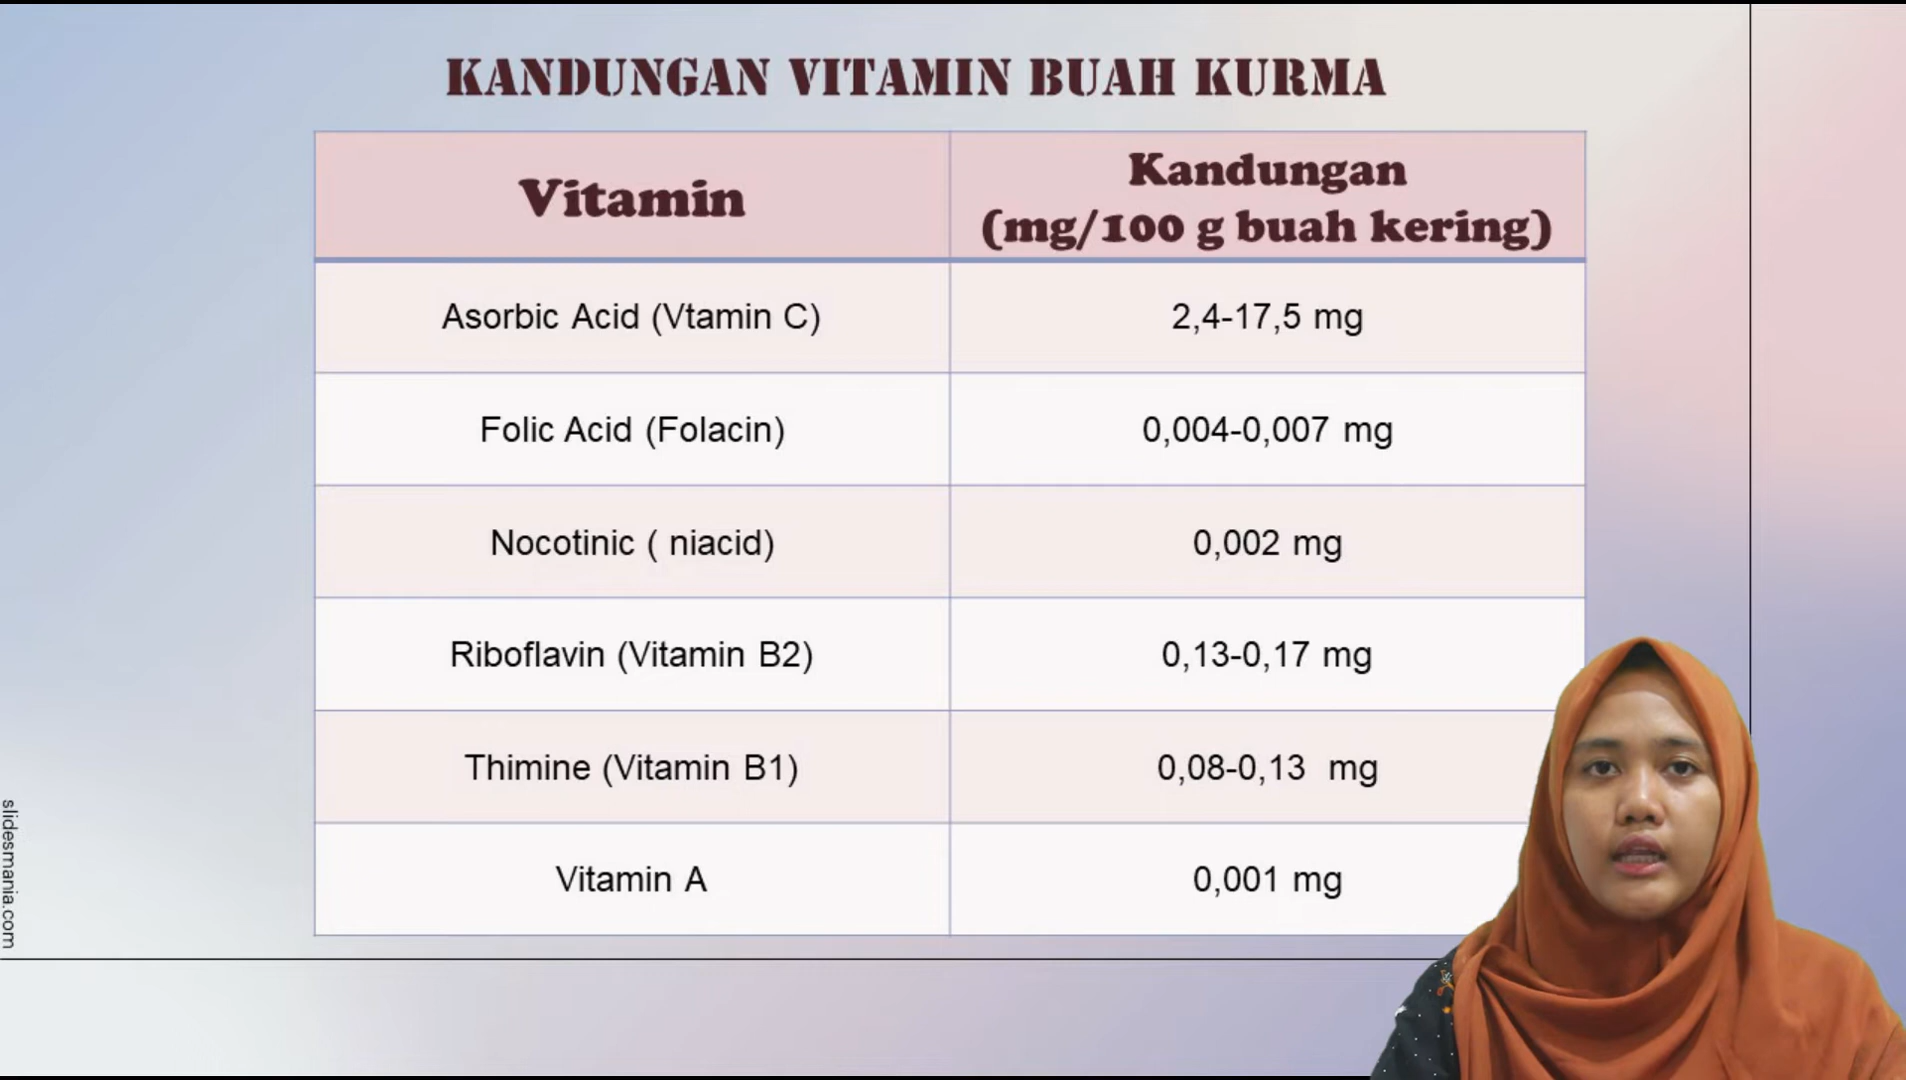 KANDUNGAN VITAMIN BUAH KURMA
Vitamin
Kandungan
(mg/100 g buah kering)
Asorbic Acid (Vtamin C)
2,4-17,5 mg
Folic Acid (Folacin)
0,004-0,007 mg
Nocotinic ( niacid)
0,002 mg
Riboflavin (Vitamin B2)
0,13-0,17 mg
Thimine (Vitamin B1)
0,08-0,13  mg
Vitamin A
0,001 mg
slidesmania.com